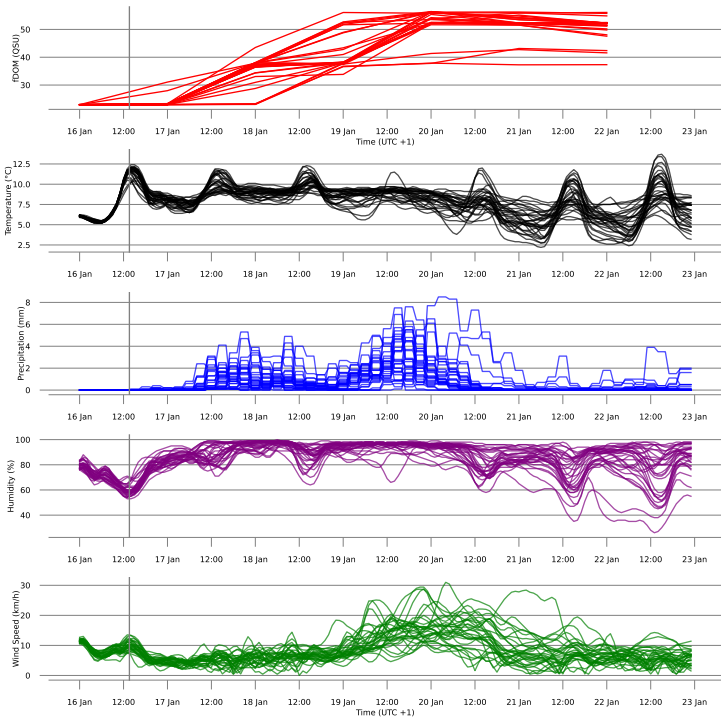 fDOM (QSU)
50
30
16 Jan 12:00 17 Jan 12:00 18 Jan 12:00 19 Jan 12:00 20 Jan 12:00 21 Jan 12:00 22 Jan 12:00 23 Jan
Time (UTC +1)
Temperature (°C)
12.5
10.0
7.5
5.0
2.5
16 Jan 12:00 17 Jan 12:00 18 Jan 12:00 19 Jan 12:00 20 Jan 12:00 21 Jan 12:00 22 Jan 12:00 23 Jan
Precipitation (mm)
8
6
4
2
0
16 Jan 12:00 17 Jan 12:00 18 Jan 12:00 19 Jan 12:00 20 Jan 12:00 21 Jan 12:00 22 Jan 12:00 23 Jan
Humidity (%)
100
80
60
40
16 Jan 12:00 17 Jan 12:00 18 Jan 12:00 19 Jan 12:00 20 Jan 12:00 21 Jan 12:00 22 Jan 12:00 23 Jan
Wind Speed (km/h)
30
20
10
0
16 Jan 12:00 17 Jan 12:00 18 Jan 12:00 19 Jan 12:00 20 Jan 12:00 21 Jan 12:00 22 Jan 12:00 23 Jan
Time (UTC +1)